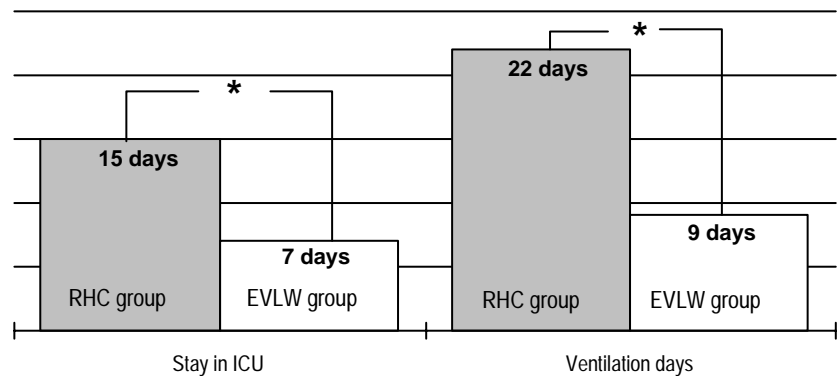 *
*
22 days
15 days
9 days
7 days
RHC group
EVLW group
RHC group
EVLW group
Stay in ICU
Ventilation days